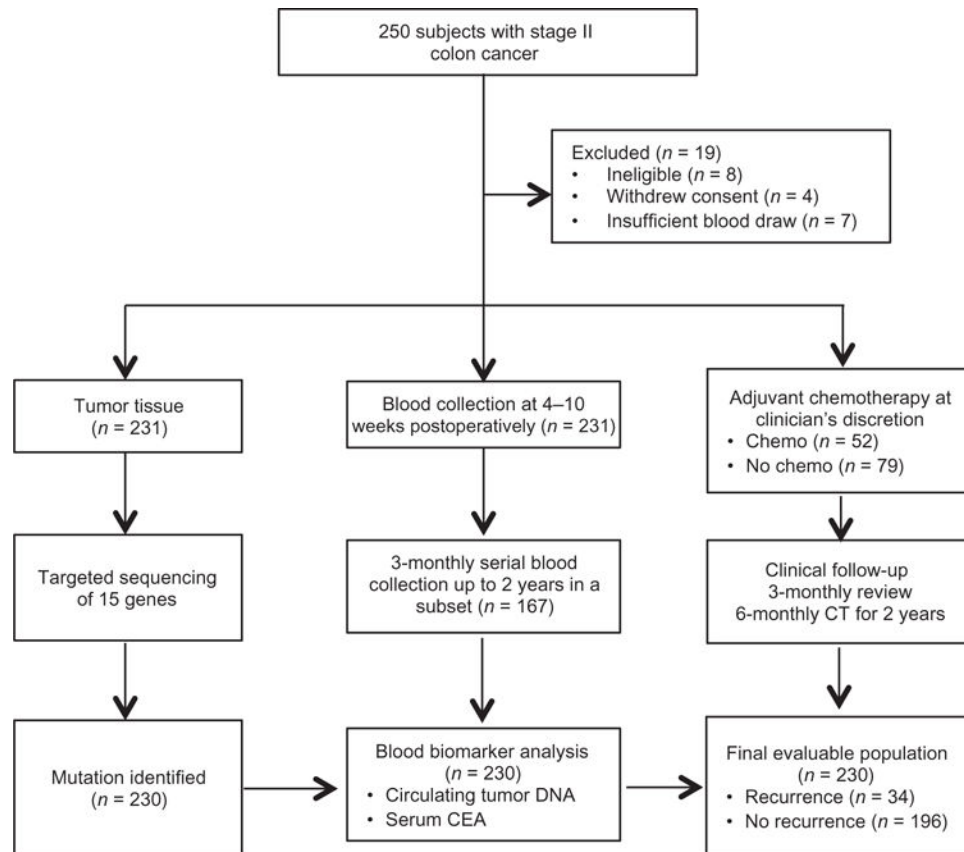 250 subjects with stage II
colon cancer
Excluded (n = 19)
• Ineligible (n = 8)
• Withdrew consent (n = 4)
• Insufficient blood draw (n = 7)
Tumor tissue
(n = 231)
Blood collection at 4–10
weeks postoperatively (n = 231)
Adjuvant chemotherapy at
clinician's discretion
• Chemo (n = 52)
• No chemo (n = 79)
Targeted sequencing
of 15 genes
3-monthly serial blood
collection up to 2 years in a
subset (n = 167)
Clinical follow-up
3-monthly review
6-monthly CT for 2 years
Mutation identified
(n = 230)
Blood biomarker analysis
(n = 230)
• Circulating tumor DNA
• Serum CEA
Final evaluable population
(n = 230)
• Recurrence (n = 34)
• No recurrence (n = 196)